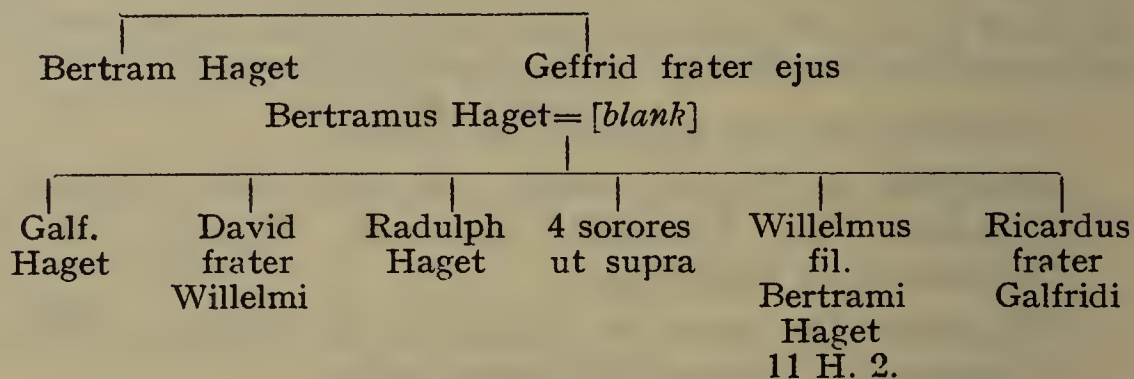 Bertram Haget Geffrid frater ejus
Bertramus Haget= [blank]
Galf. David Radulph 4 sorores Willelmus Ricardus
Haget frater Haget ut supra fil. frater
Willelmi Bertrami Galfridi
Haget
11 H. 2.